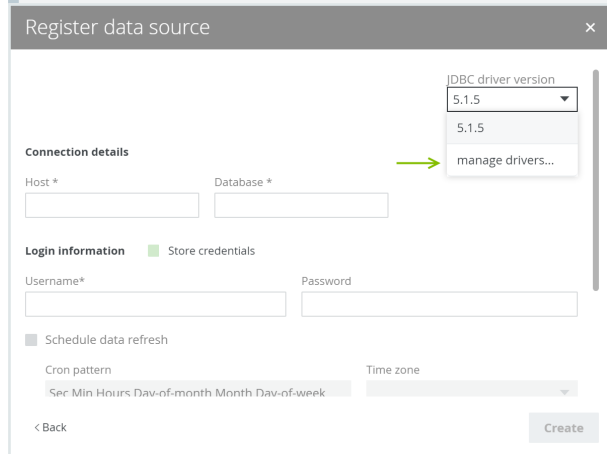 Register data source ×
JDBC driver version
5.1.5
5.1.5
manage drivers...
Connection details
Host * Database *
Login information Store credentials
Username* Password
Schedule data refresh
Cron pattern Time zone
Sec Min Hours Day-of-month Month Day-of-week
< Back Create